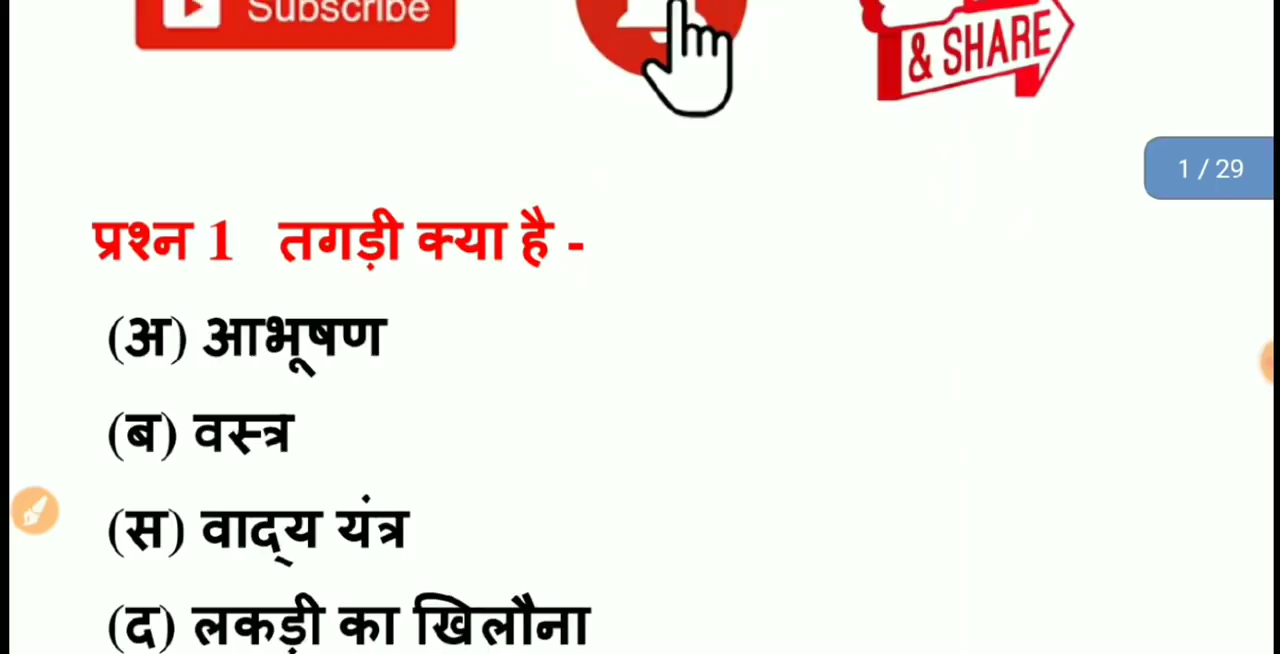 Subscribe
& SHARE
1 / 29
प्रश्न 1 तगड़ी क्या है -
(अ) आभूषण
(ब) वस्त्र
(स) वाद्य यंत्र
(द) लकड़ी का खिलौना